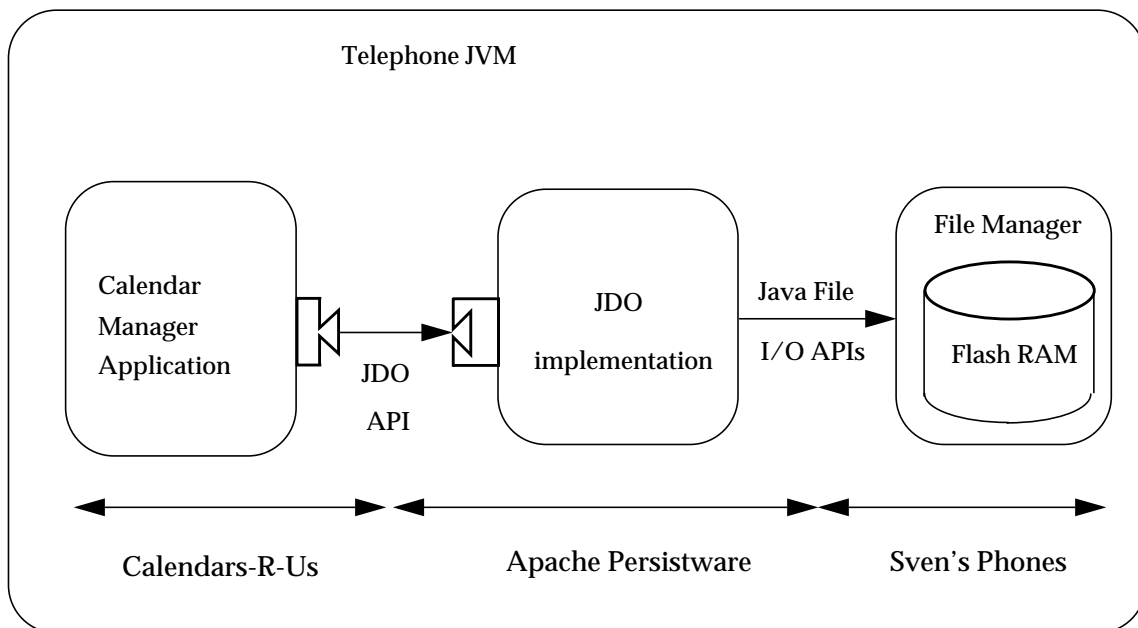 Telephone JVM
Calendar
Manager
Application
JDO
API
JDO
implementation
Java File
I/O APIs
File Manager
Flash RAM
Calendars-R-Us
Apache Persistware
Sven's Phones